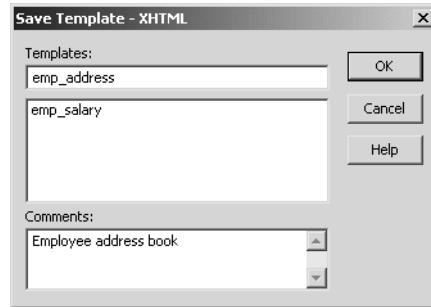 Save Template - XHTML
Templates:
emp_address
OK
emp_salary
Cancel
Help
Comments:
Employee address book